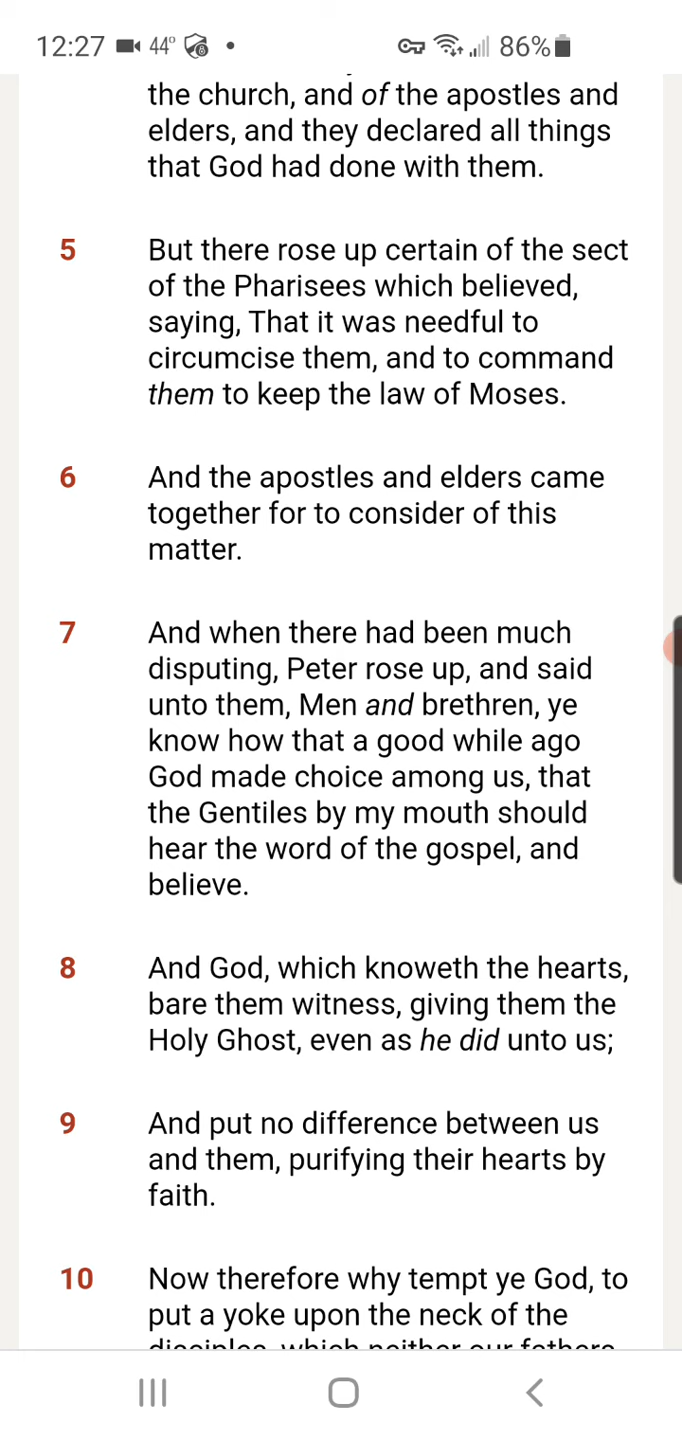 12:27 44° 8 86%
the church, and of the apostles and
elders, and they declared all things
that God had done with them.
5 But there rose up certain of the sect
of the Pharisees which believed,
saying, That it was needful to
circumcise them, and to command
them to keep the law of Moses.
6 And the apostles and elders came
together for to consider of this
matter.
7 And when there had been much
disputing, Peter rose up, and said
unto them, Men and brethren, ye
know how that a good while ago
God made choice among us, that
the Gentiles by my mouth should
hear the word of the gospel, and
believe.
8 And God, which knoweth the hearts,
bare them witness, giving them the
Holy Ghost, even as he did unto us;
9 And put no difference between us
and them, purifying their hearts by
faith.
10 Now therefore why tempt ye God, to
put a yoke upon the neck of the
disciples, which neither our fathers